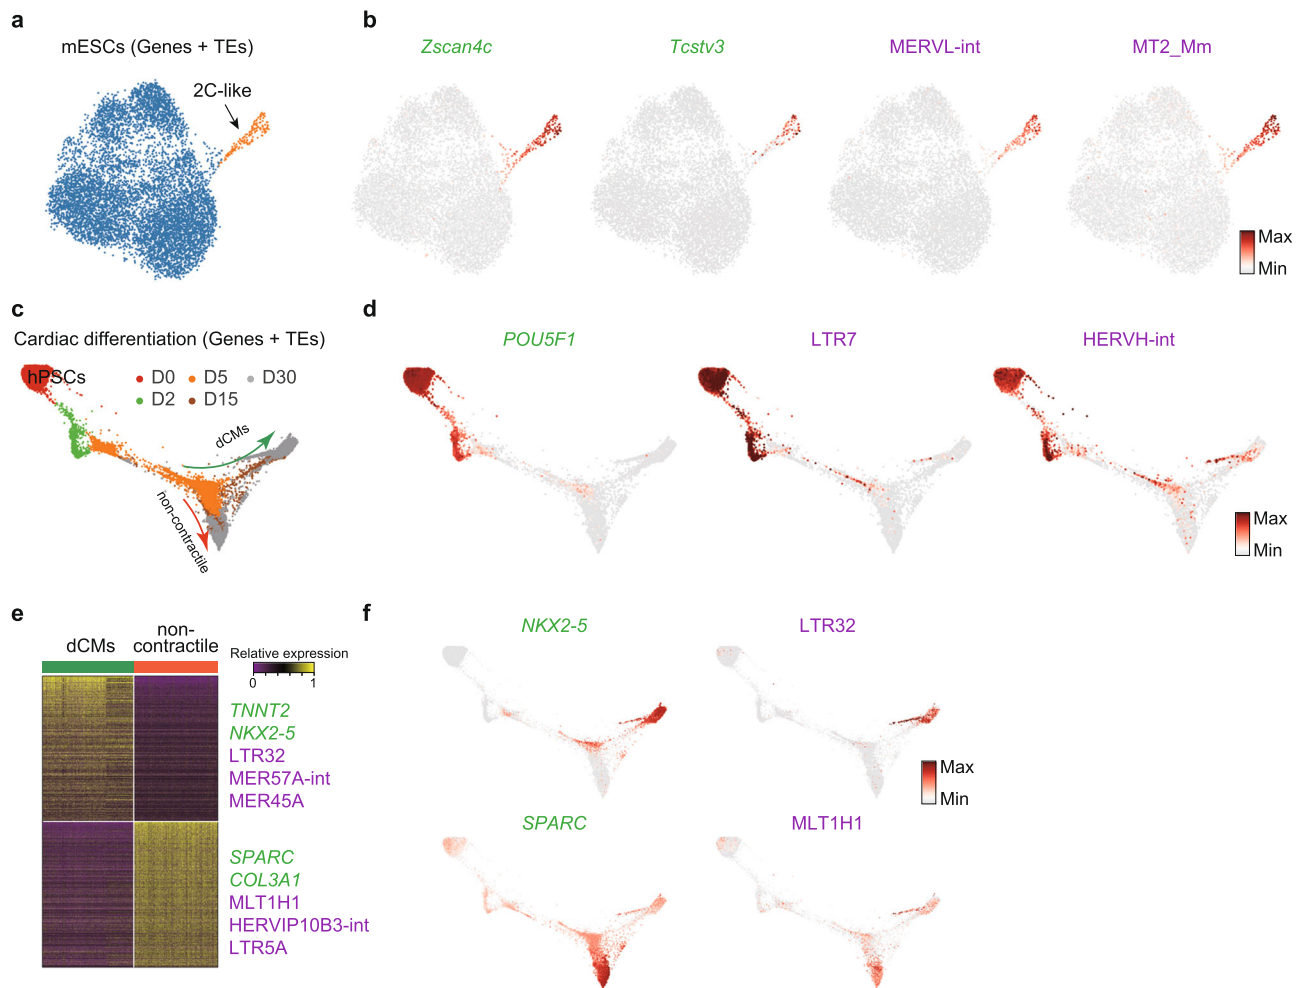 a
mESCs (Genes + TEs)
2C-like
b
Zscan4c
Tcstv3
MERVL-int
MT2_Mm
Max
Min
c
Cardiac differentiation (Genes + TEs)
hPSCs
D0
D5
D30
D2
D15
dCMs
non-contractile
d
POU5F1
LTR7
HERVH-int
Max
Min
e
dCMs
non-
contractile
Relative expression
0
1
TNNT2
NKX2-5
LTR32
MER57A-int
MER45A
SPARC
COL3A1
MLT1H1
HERVIP10B3-int
LTR5A
f
NKX2-5
LTR32
Max
Min
SPARC
MLT1H1